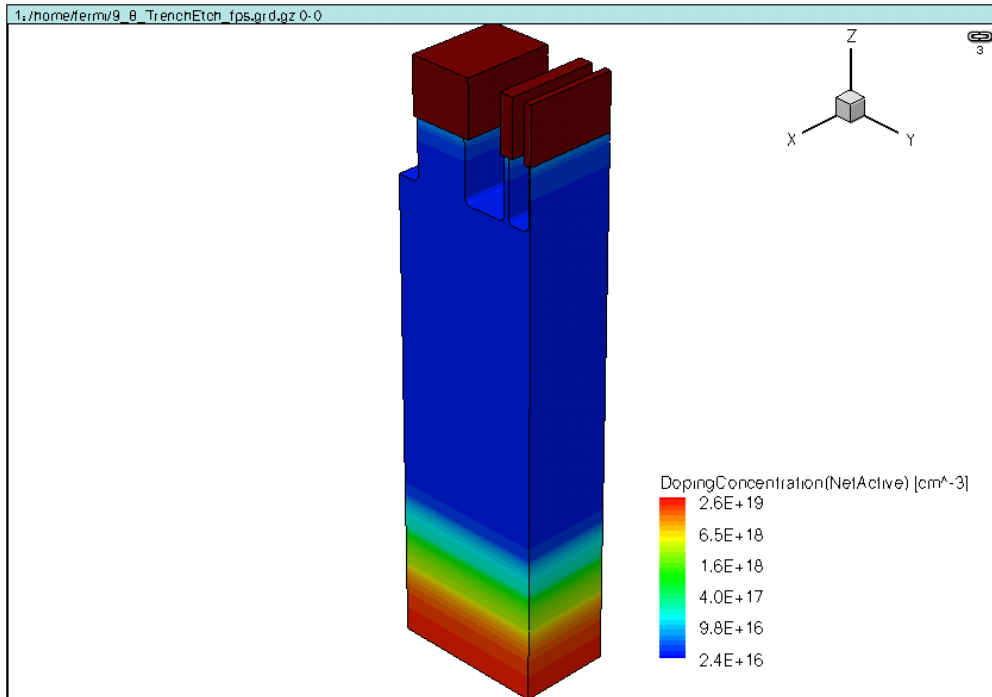 1:/home/fermi/9_8_TrenchEtch_fps.grd.gz 0-0
Z
3
X
Y
DopingConcentration(NetActive) [cm^-3]
2.6E+19
6.5E+18
1.6E+18
4.0E+17
9.8E+16
2.4E+16